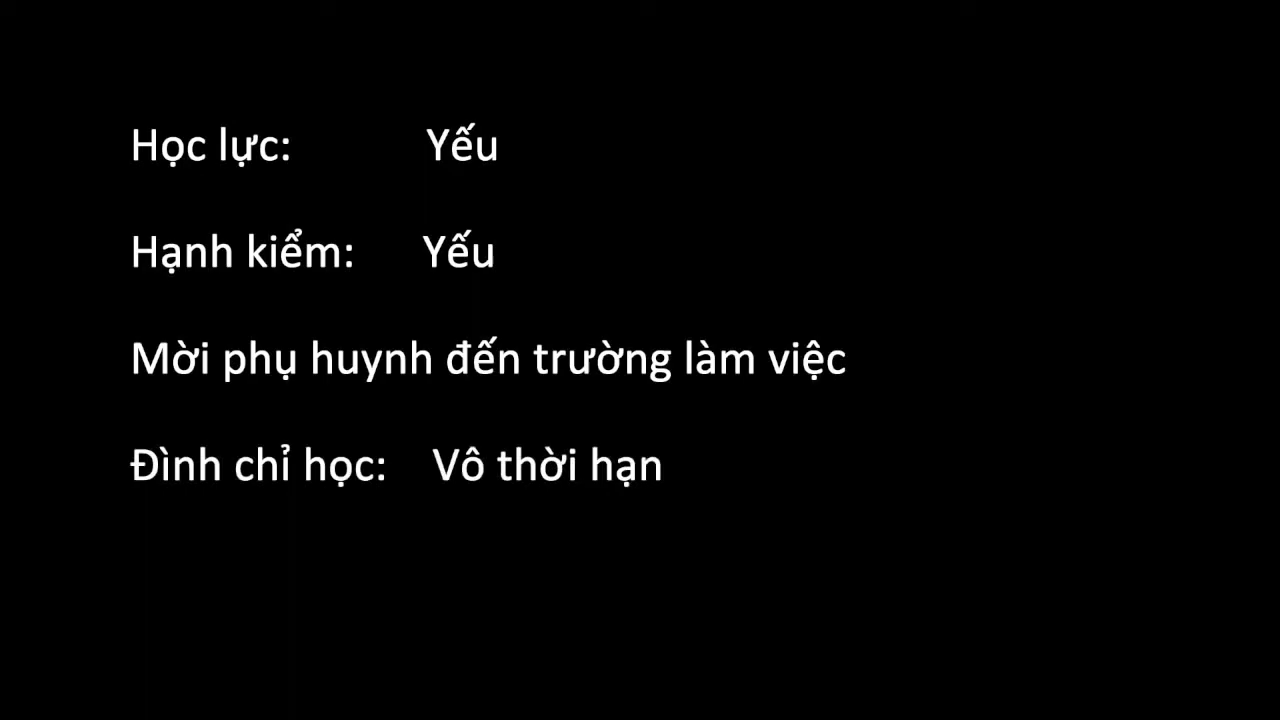 Học lực: Yếu
Hạnh kiểm: Yếu
Mời phụ huynh đến trường làm việc
Đình chỉ học: Vô thời hạn